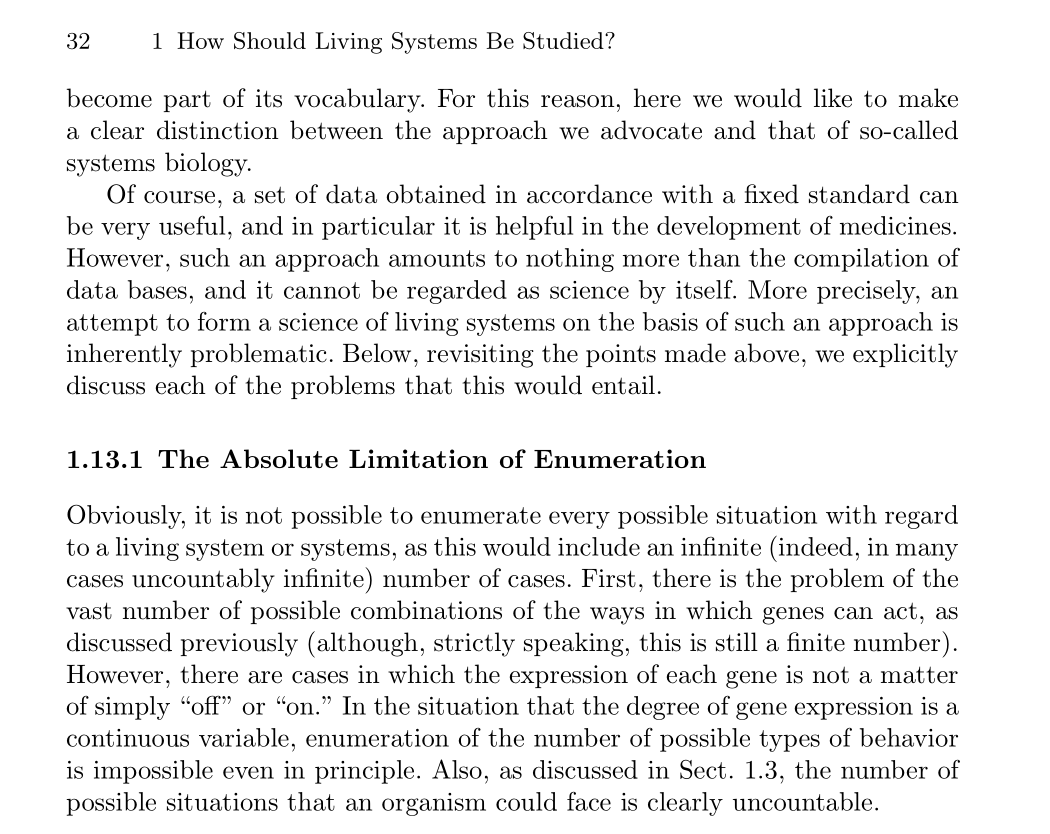 32 1 How Should Living Systems Be Studied?
become part of its vocabulary. For this reason, here we would like to make
a clear distinction between the approach we advocate and that of so-called
systems biology.
Of course, a set of data obtained in accordance with a fixed standard can
be very useful, and in particular it is helpful in the development of medicines.
However, such an approach amounts to nothing more than the compilation of
data bases, and it cannot be regarded as science by itself. More precisely, an
attempt to form a science of living systems on the basis of such an approach is
inherently problematic. Below, revisiting the points made above, we explicitly
discuss each of the problems that this would entail.
1.13.1 The Absolute Limitation of Enumeration
Obviously, it is not possible to enumerate every possible situation with regard
to a living system or systems, as this would include an infinite (indeed, in many
cases uncountably infinite) number of cases. First, there is the problem of the
vast number of possible combinations of the ways in which genes can act, as
discussed previously (although, strictly speaking, this is still a finite number).
However, there are cases in which the expression of each gene is not a matter
of simply “off” or “on.” In the situation that the degree of gene expression is a
continuous variable, enumeration of the number of possible types of behavior
is impossible even in principle. Also, as discussed in Sect. 1.3, the number of
possible situations that an organism could face is clearly uncountable.